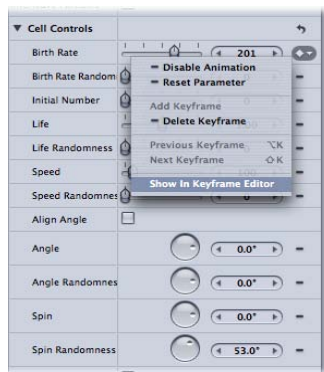 Cell Controls
Birth Rate 201
Disable Animation
Reset Parameter
Birth Rate Random
Add Keyframe
Initial Number
Delete Keyframe
Life
Previous Keyframe ⌥K
Life Randomness
Next Keyframe ⇧K
Speed 100
Show In Keyframe Editor
Speed Randomnes
Align Angle
Angle 0.0°
Angle Randomnes 0.0°
Spin 0.0°
Spin Randomness 53.0°